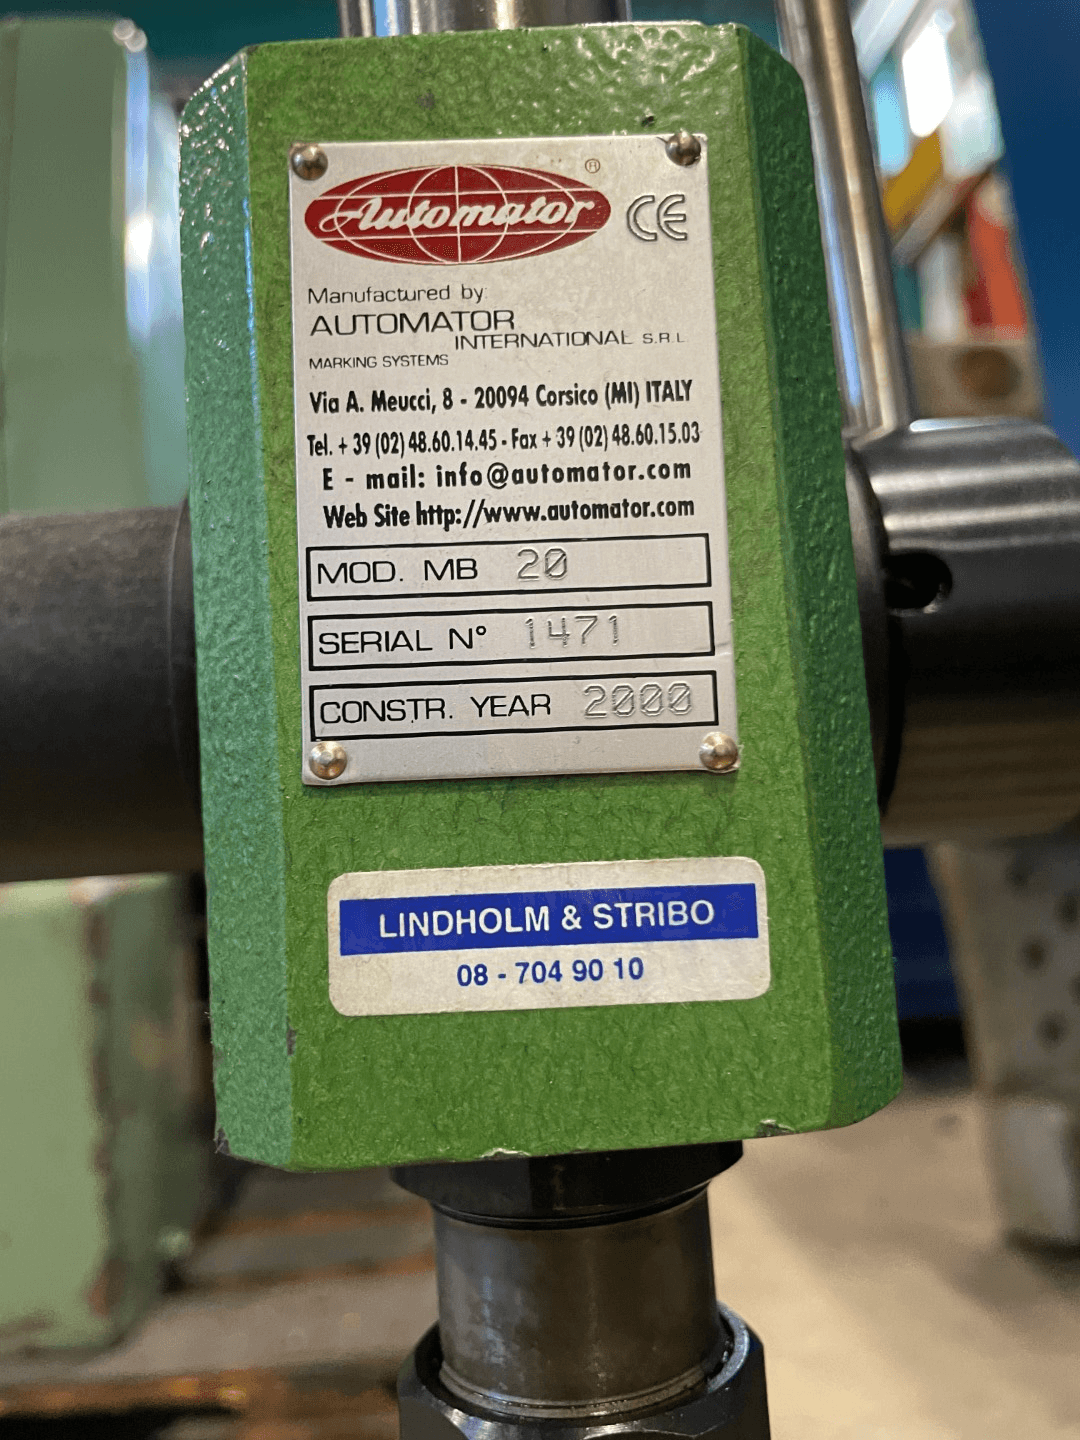 Automator ®
CE
Manufactured by:
AUTOMATOR
INTERNATIONAL S.R.L
MARKING SYSTEMS
Via A. Meucci, 8 - 20094 Corsico (MI) ITALY
Tel. + 39 (02) 48.60.14.45 - Fax + 39 (02) 48.60.15.03
E - mail: info@automator.com
Web Site http://www.automator.com
MOD. MB 20
SERIAL N° 1471
CONSTR. YEAR 2000
LINDHOLM & STRIBO
08 - 704 90 10